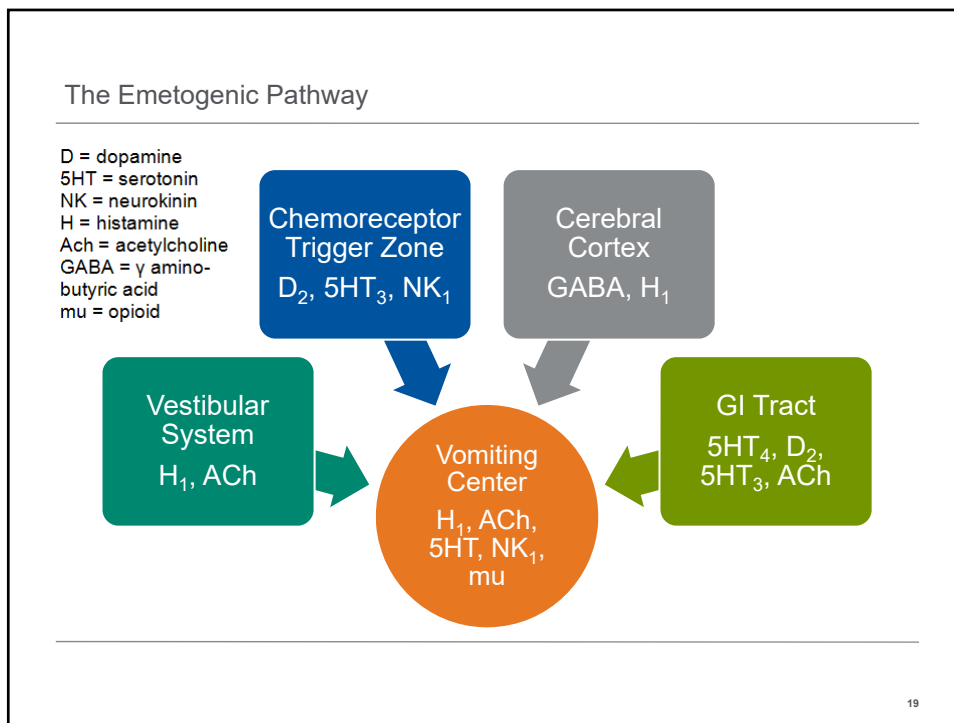 The Emetogenic Pathway
D = dopamine
5HT = serotonin
NK = neurokinin
H = histamine
Ach = acetylcholine
GABA = γ amino-
butyric acid
mu = opioid
Chemoreceptor
Trigger Zone
D₂, 5HT₃, NK₁
Cerebral
Cortex
GABA, H₁
Vestibular
System
H₁, ACh
Vomiting
Center
H₁, ACh,
5HT, NK₁,
mu
GI Tract
5HT₄, D₂,
5HT₃, ACh
19